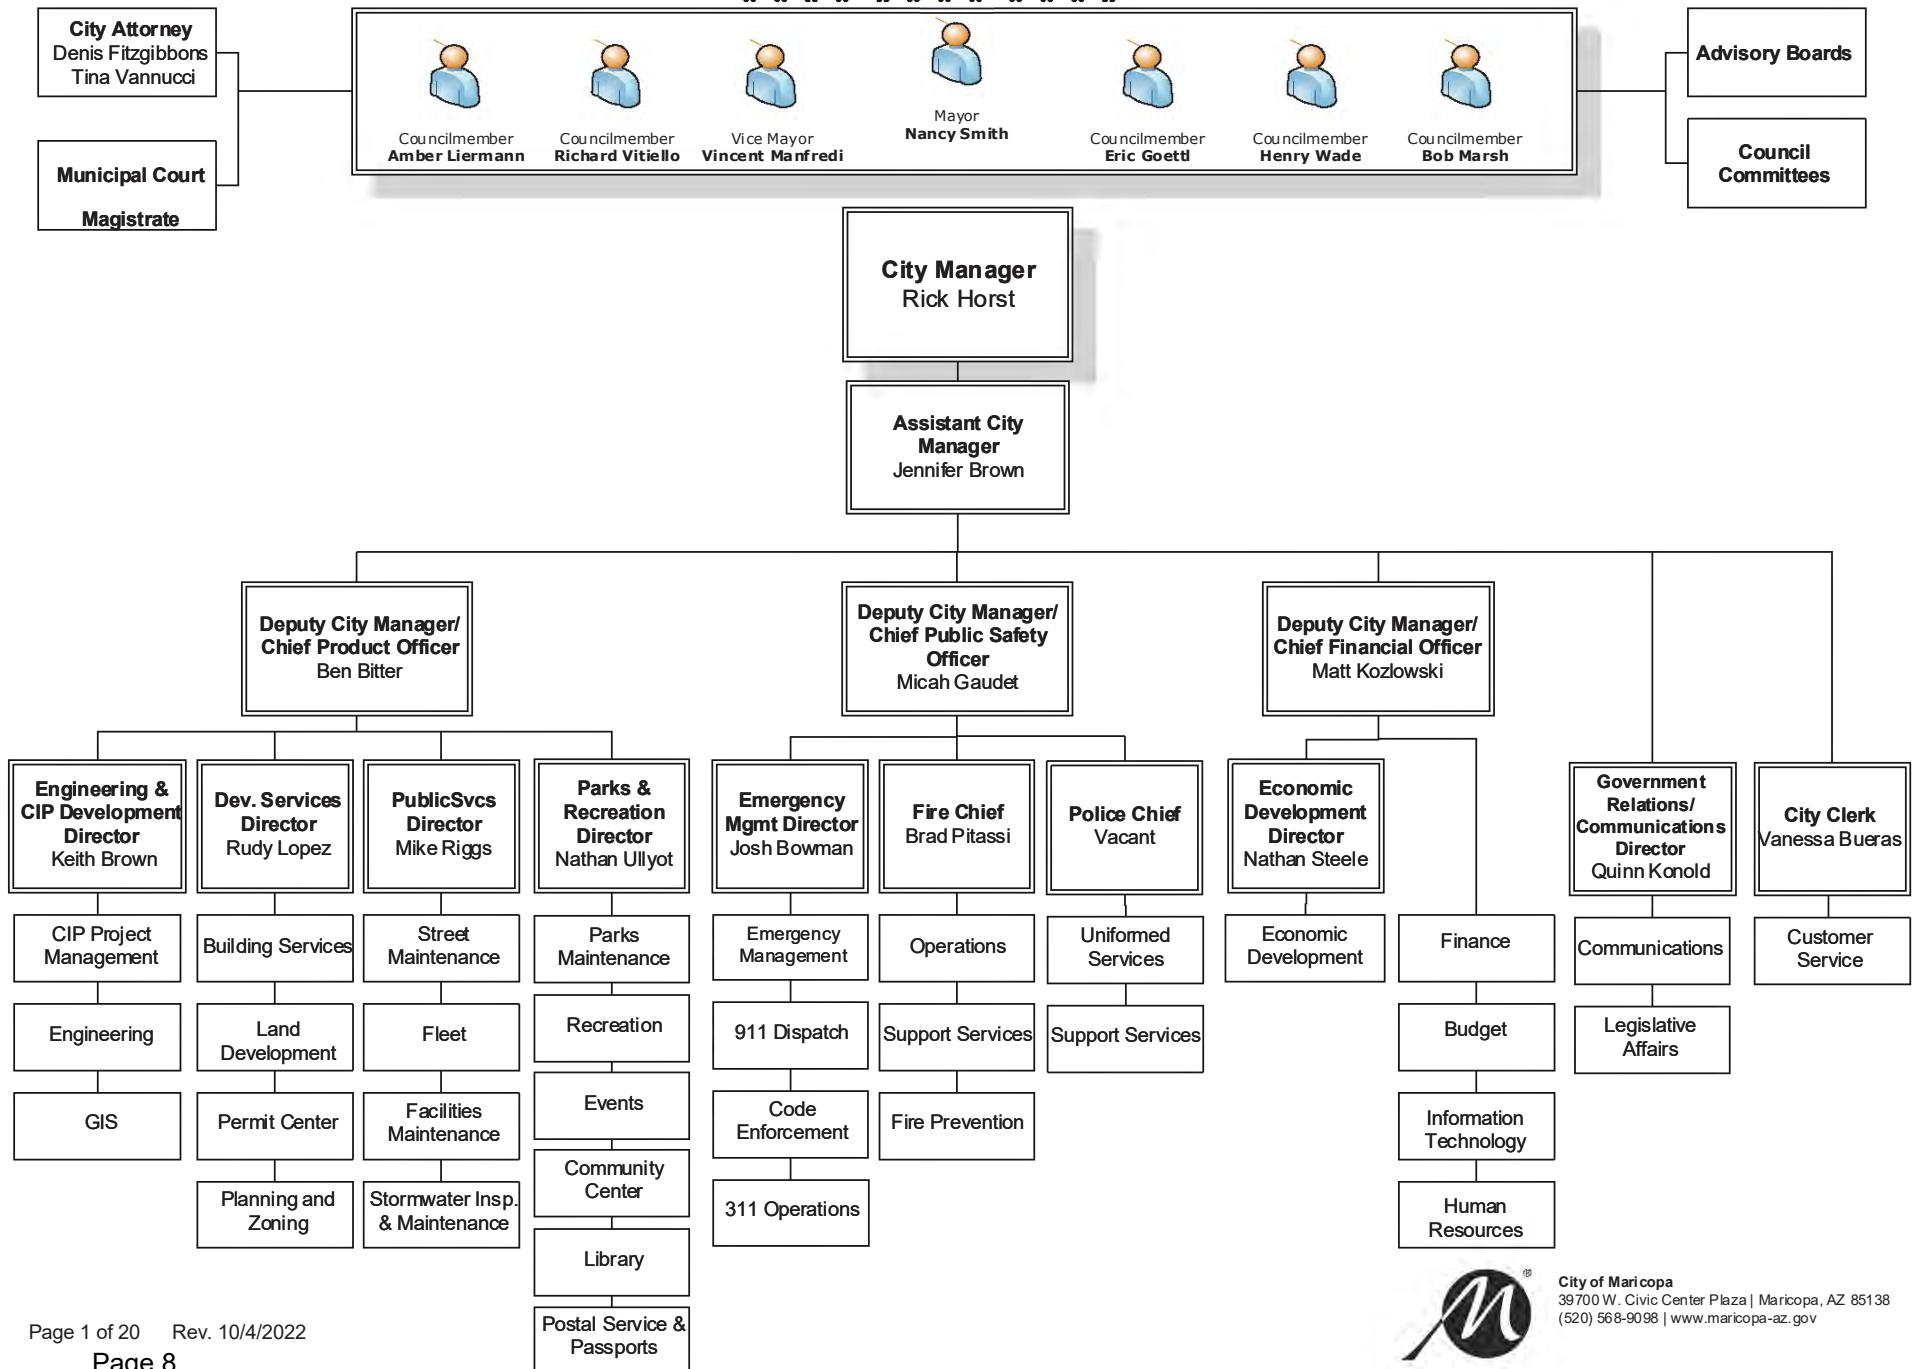 City Attorney
Denis Fitzgibbons
Tina Vannucci
Municipal Court
Magistrate
Councilmember
Amber Liermann
Councilmember
Richard Vitiello
Vice Mayor
Vincent Manfredi
Mayor
Nancy Smith
Councilmember
Eric Goettl
Councilmember
Henry Wade
Councilmember
Bob Marsh
Advisory Boards
Council
Committees
City Manager
Rick Horst
Assistant City
Manager
Jennifer Brown
Deputy City Manager/
Chief Product Officer
Ben Bitter
Deputy City Manager/
Chief Public Safety
Officer
Micah Gaudet
Deputy City Manager/
Chief Financial Officer
Matt Kozlowski
Engineering &
CIP Development
Director
Keith Brown
Dev. Services
Director
Rudy Lopez
PublicSvcs
Director
Mike Riggs
Parks &
Recreation
Director
Nathan Ullyot
Emergency
Mgmt Director
Josh Bowman
Fire Chief
Brad Pitassi
Police Chief
Vacant
Economic
Development
Director
Nathan Steele
Government
Relations/
Communications
Director
Quinn Konold
City Clerk
Vanessa Bueras
CIP Project
Management
Engineering
GIS
Building Services
Land
Development
Permit Center
Planning and
Zoning
Street
Maintenance
Fleet
Facilities
Maintenance
Stormwater Insp.
& Maintenance
Parks
Maintenance
Recreation
Events
Community
Center
Library
Postal Service &
Passports
Emergency
Management
911 Dispatch
Code
Enforcement
311 Operations
Operations
Support Services
Fire Prevention
Uniformed
Services
Support Services
Economic
Development
Finance
Budget
Information
Technology
Human
Resources
Communications
Legislative
Affairs
Customer
Service
M®
City of Maricopa
39700 W. Civic Center Plaza | Maricopa, AZ 85138
(520) 568-9098 | www.maricopa-az.gov
Page 1 of 20 Rev. 10/4/2022
Page 8